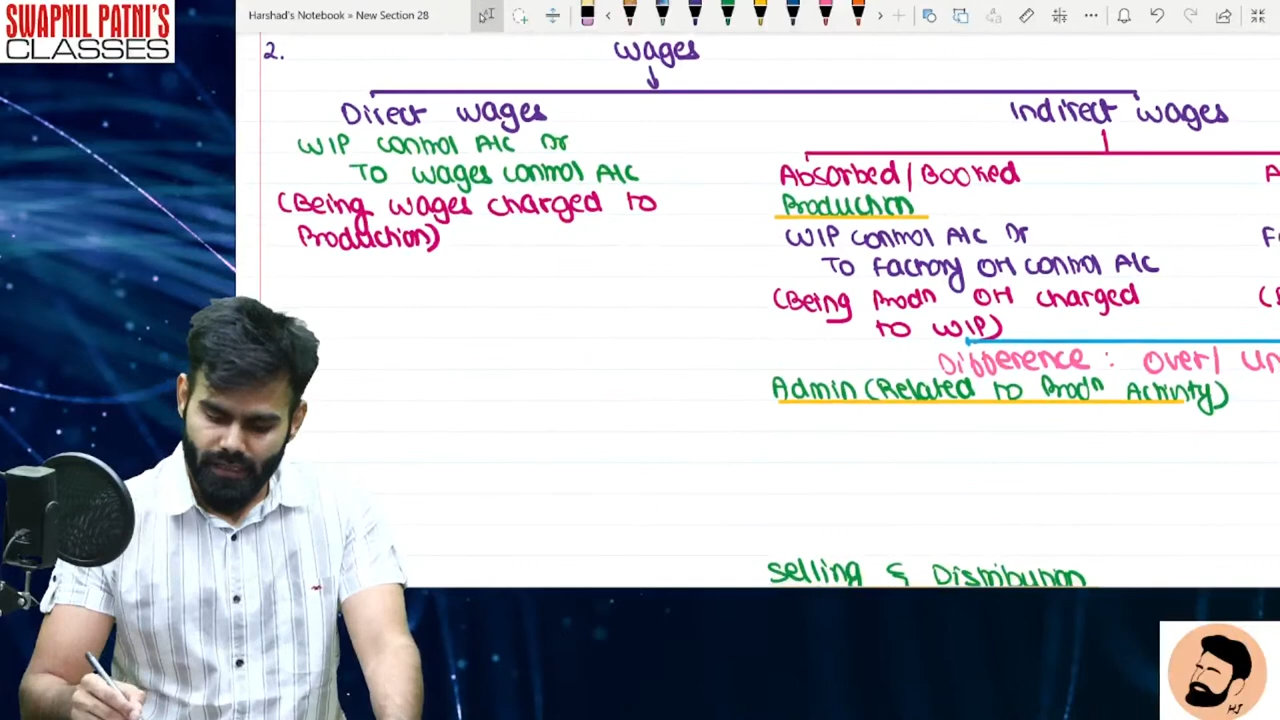 SWAPNIL PATNI'S
CLASSES
Harshad's Notebook » New Section 28
2.
wages
Direct wages
Indirect wages
WIP control A/C Dr
To wages control A/C
(Being wages charged to
Production)
Absorbed/Booked
A
Production
WIP control A/C Dr
F
To Factory OH control A/C
(Being Prodn OH charged
to WIP)
(
Difference : Over/ Un
Admin (Related to Prodn Activity)
selling & Distribution
HJ